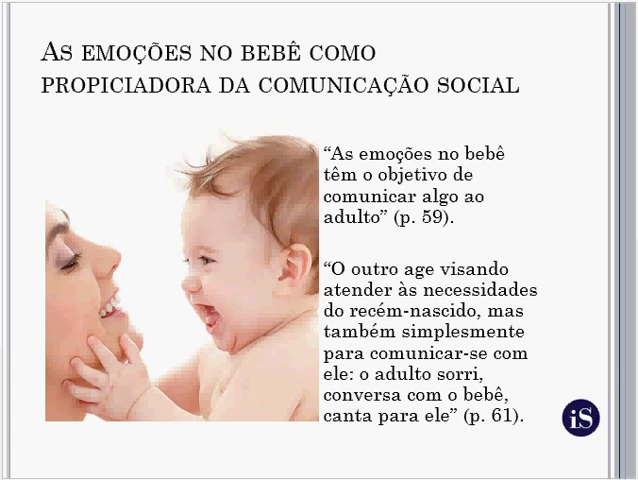 AS EMOÇÕES NO BEBÊ COMO
PROPICIADORA DA COMUNICAÇÃO SOCIAL
“As emoções no bebê
têm o objetivo de
comunicar algo ao
adulto” (p. 59).
“O outro age visando
atender às necessidades
do recém-nascido, mas
também simplesmente
para comunicar-se com
ele: o adulto sorri,
conversa com o bebê,
canta para ele” (p. 61).
iS